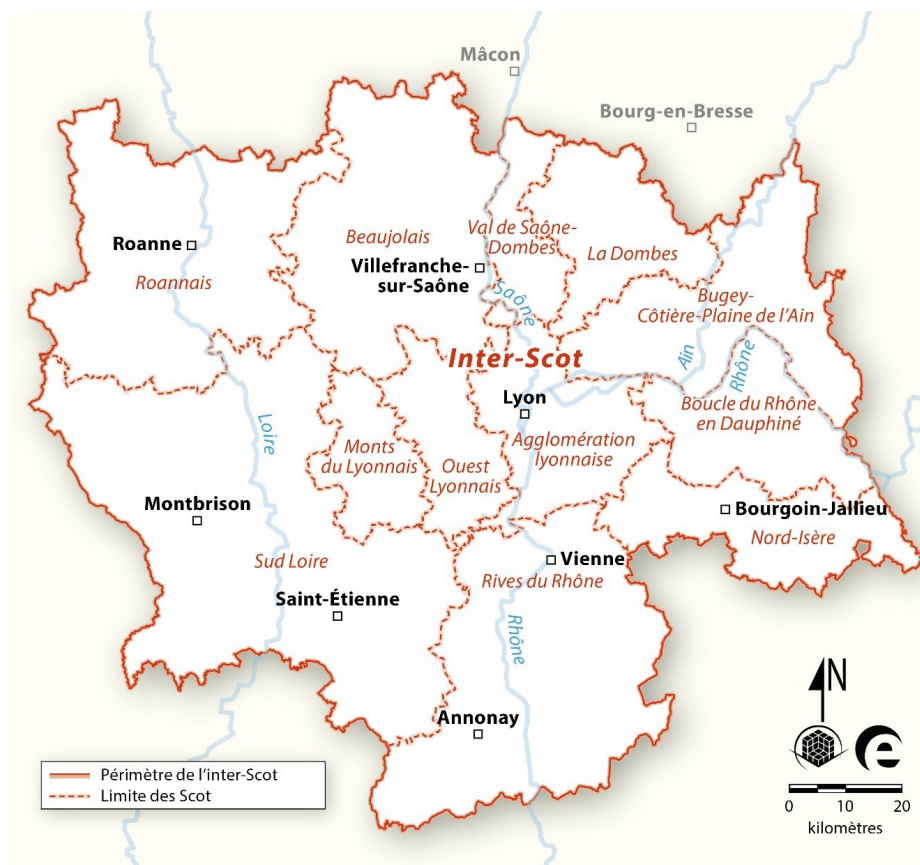 Mâcon
Bourg-en-Bresse
Roanne
Roannais
Beaujolais
Val de Saône-
Dombes
La Dombes
Villefranche-
sur-Saône
Saône
Bugey-
Côtière-Plaine de l'Ain
Inter-Scot
Ain
Rhône
Lyon
Boucle du Rhône
en Dauphiné
Loire
Monts
du Lyonnais
Ouest
Lyonnais
Agglomération
lyonnaise
Montbrison
Bourgoin-Jallieu
Nord-Isère
Sud Loire
Vienne
Rives du Rhône
Saint-Étienne
Rhône
Annonay
N
e
Périmètre de l'inter-Scot
Limite des Scot
0 10 20
kilomètres